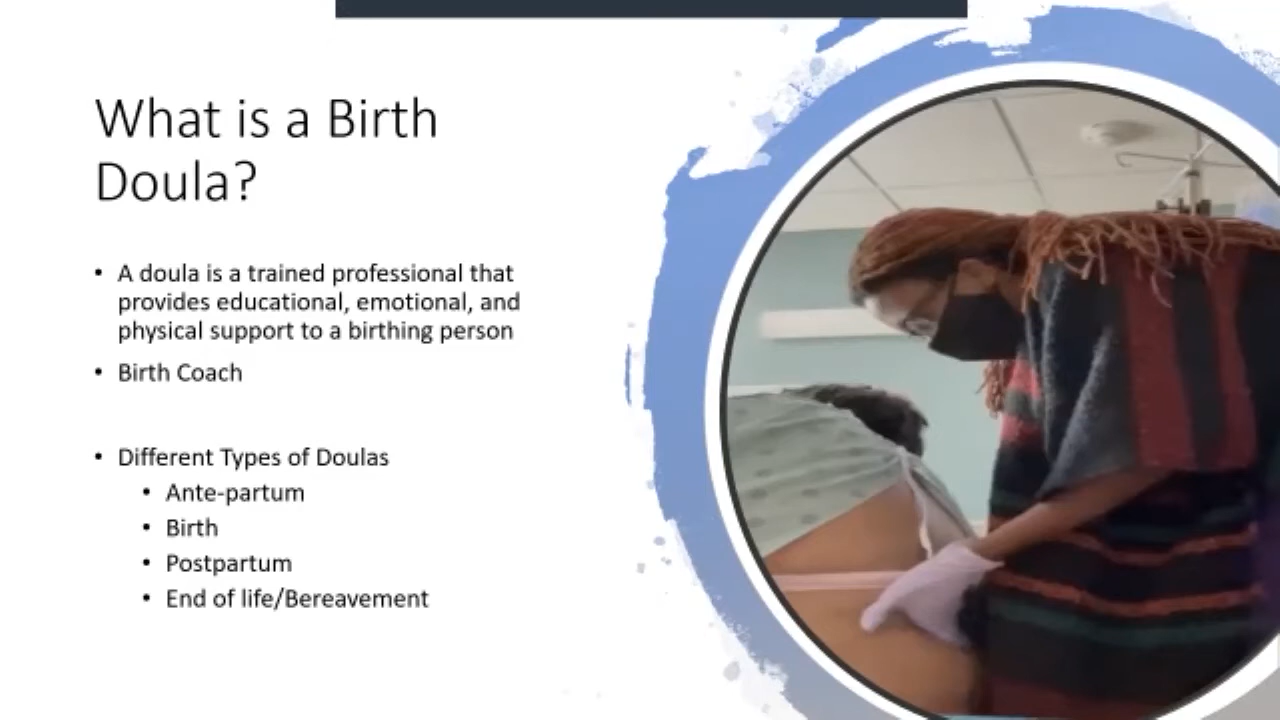 What is a Birth
Doula?
• A doula is a trained professional that
provides educational, emotional, and
physical support to a birthing person
• Birth Coach
• Different Types of Doulas
• Ante-partum
• Birth
• Postpartum
• End of life/Bereavement